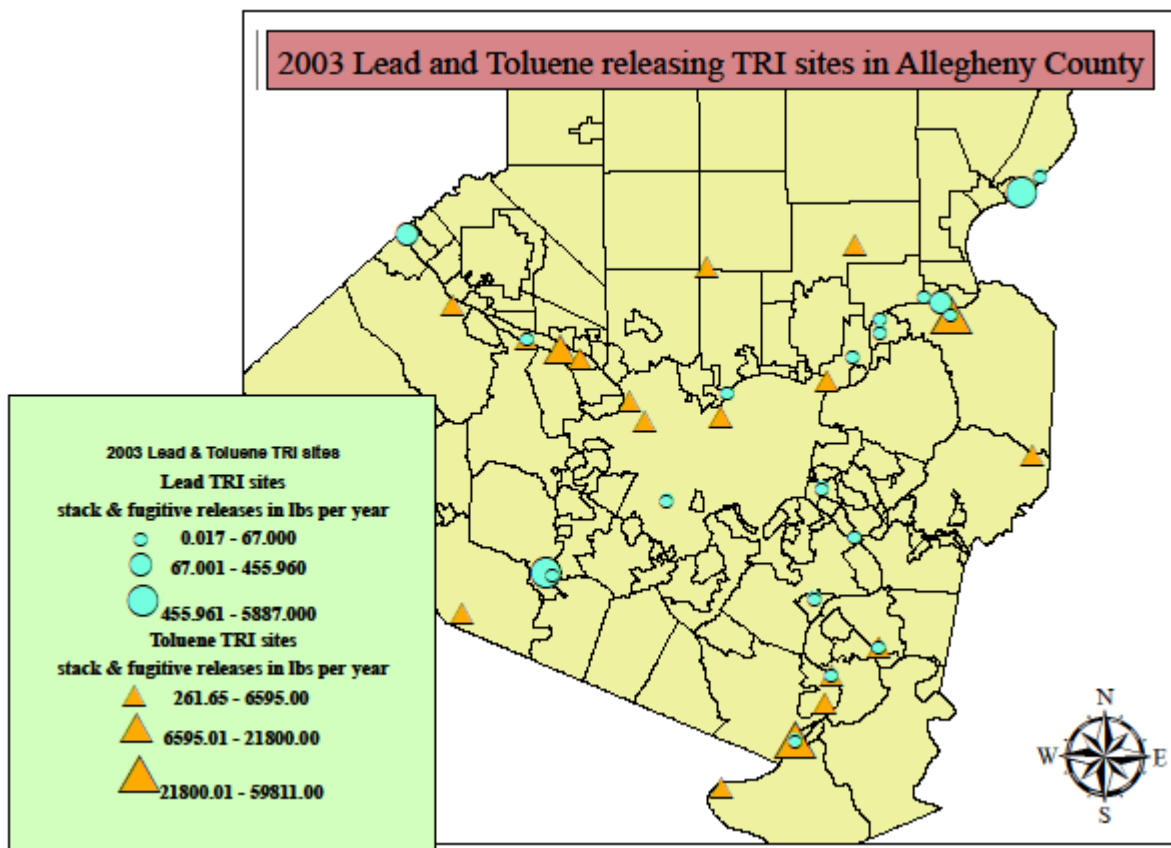 2003 Lead and Toluene releasing TRI sites in Allegheny County
2003 Lead & Toluene TRI sites
Lead TRI sites
stack & fugitive releases in lbs per year
0.017 - 67.000
67.001 - 455.960
455.961 - 5887.000
Toluene TRI sites
stack & fugitive releases in lbs per year
261.65 - 6595.00
6595.01 - 21800.00
21800.01 - 59811.00
N
W E
S